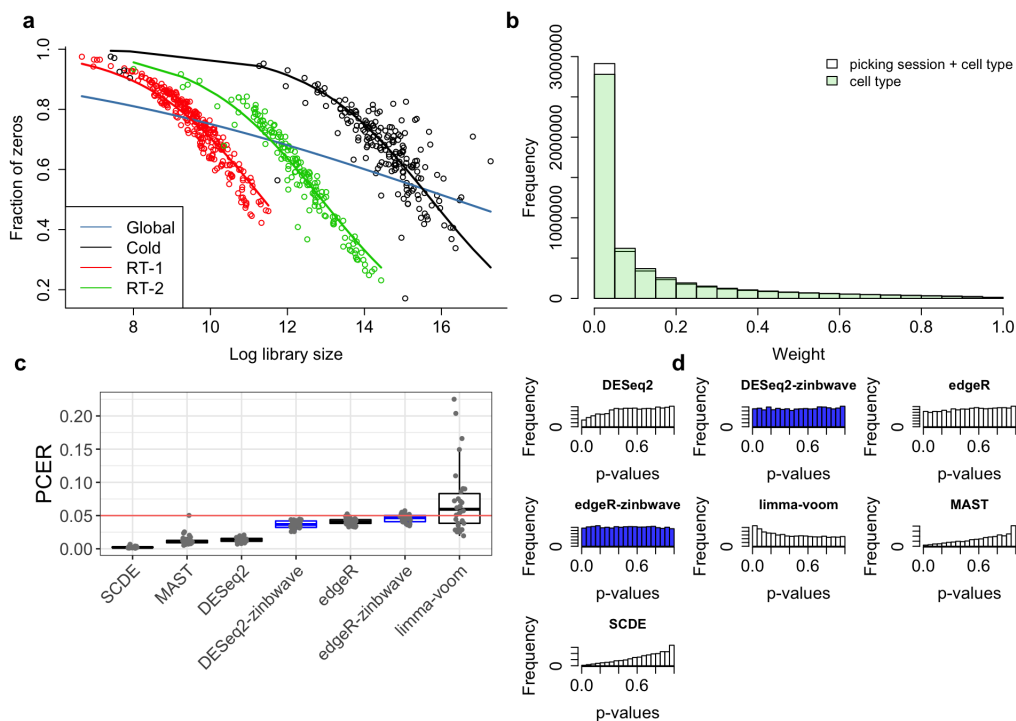 a
Fraction of zeros
1.0
0.8
0.6
0.4
0.2
Global
Cold
RT-1
RT-2
8 10 12 14 16
Log library size
b
Frequency
3000000
2000000
1000000
0
picking session + cell type
cell type
0.0 0.2 0.4 0.6 0.8 1.0
Weight
c
PCER
0.20
0.15
0.10
0.05
0.00
SCDE
MAST
DESeq2
DESeq2-zinbwave
edgeR
edgeR-zinbwave
limma-voom
d
DESeq2
Frequency
0
0.0 0.6
p-values
DESeq2-zinbwave
Frequency
0
0.0 0.6
p-values
edgeR
Frequency
0
0.0 0.6
p-values
edgeR-zinbwave
Frequency
0
0.0 0.6
p-values
limma-voom
Frequency
0
0.0 0.6
p-values
MAST
Frequency
0
0.0 0.6
p-values
SCDE
Frequency
0
0.0 0.6
p-values